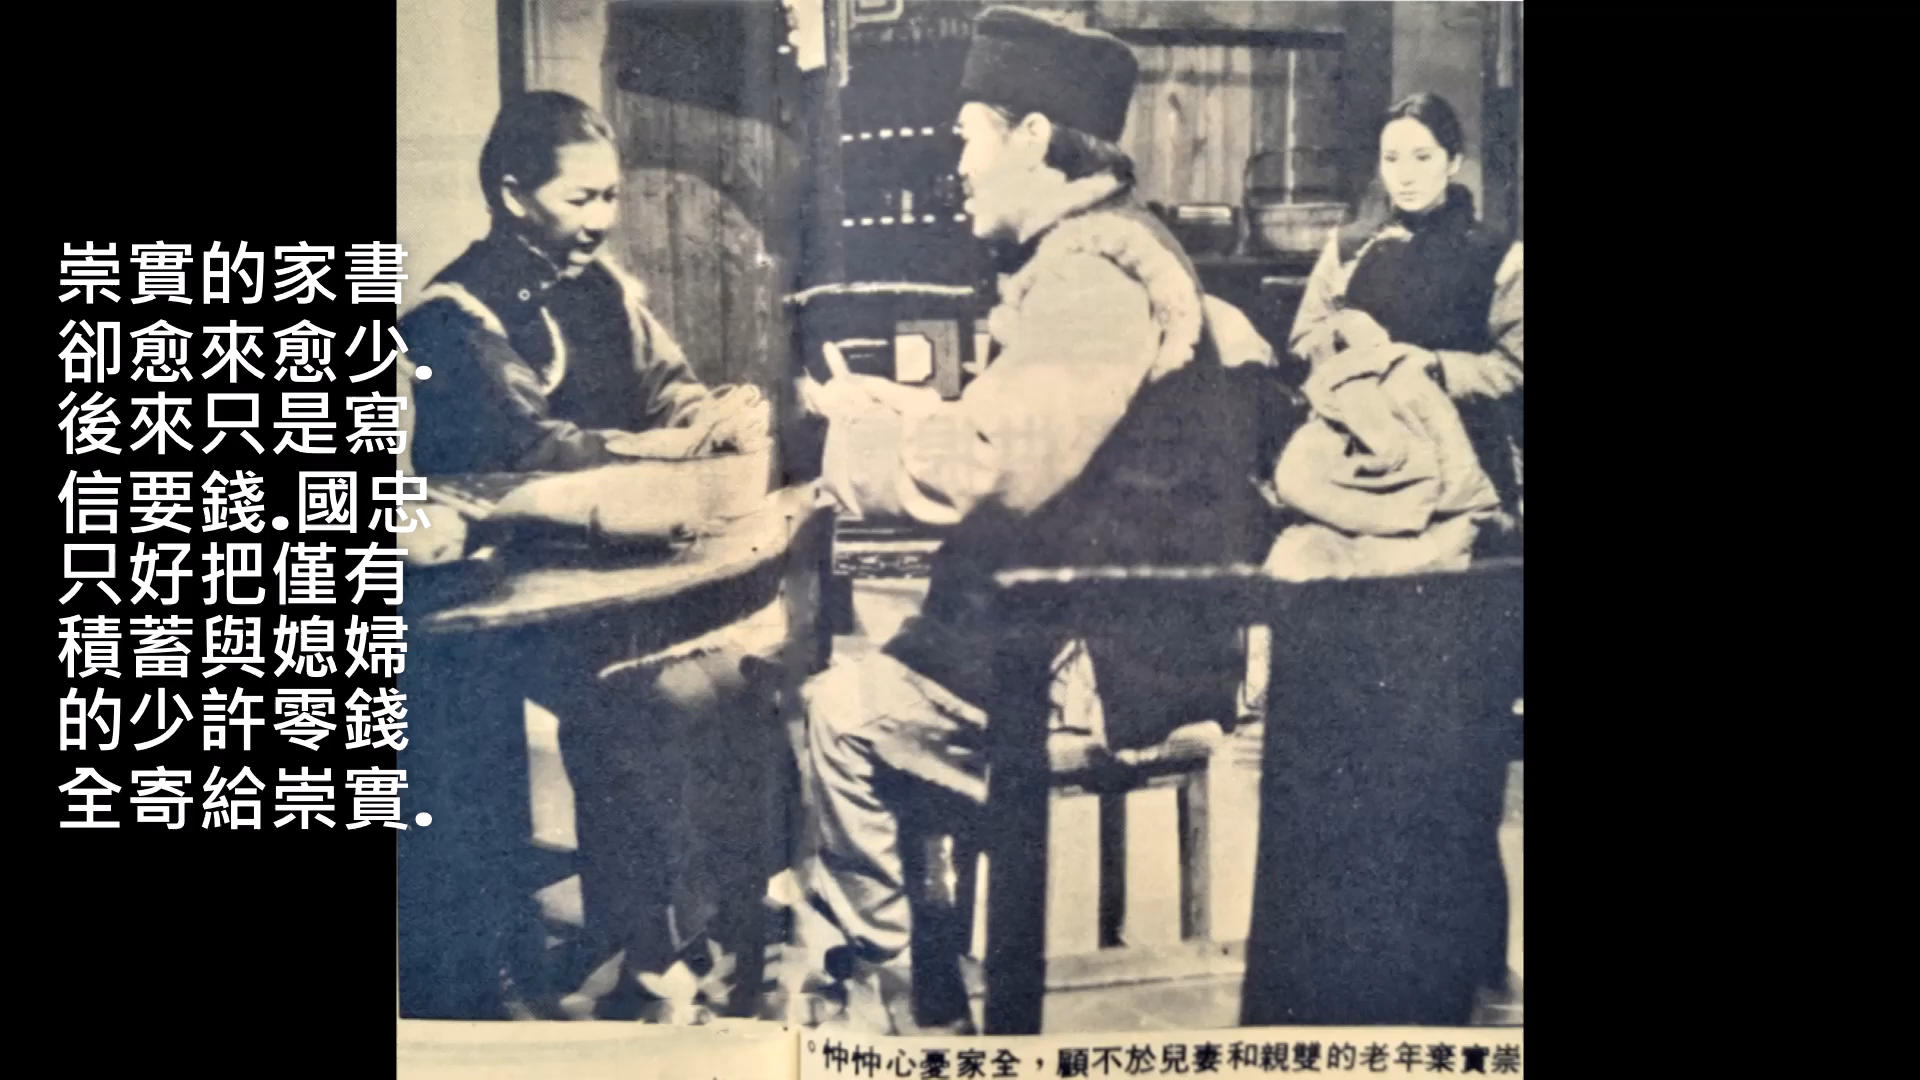 崇實的家書
卻愈來愈少.
後來只是寫
信要錢.國忠
只好把僅有
積蓄與媳婦
的少許零錢
全寄給崇實.
崇實棄年老的雙親和妻兒於不顧，全家憂心忡忡。